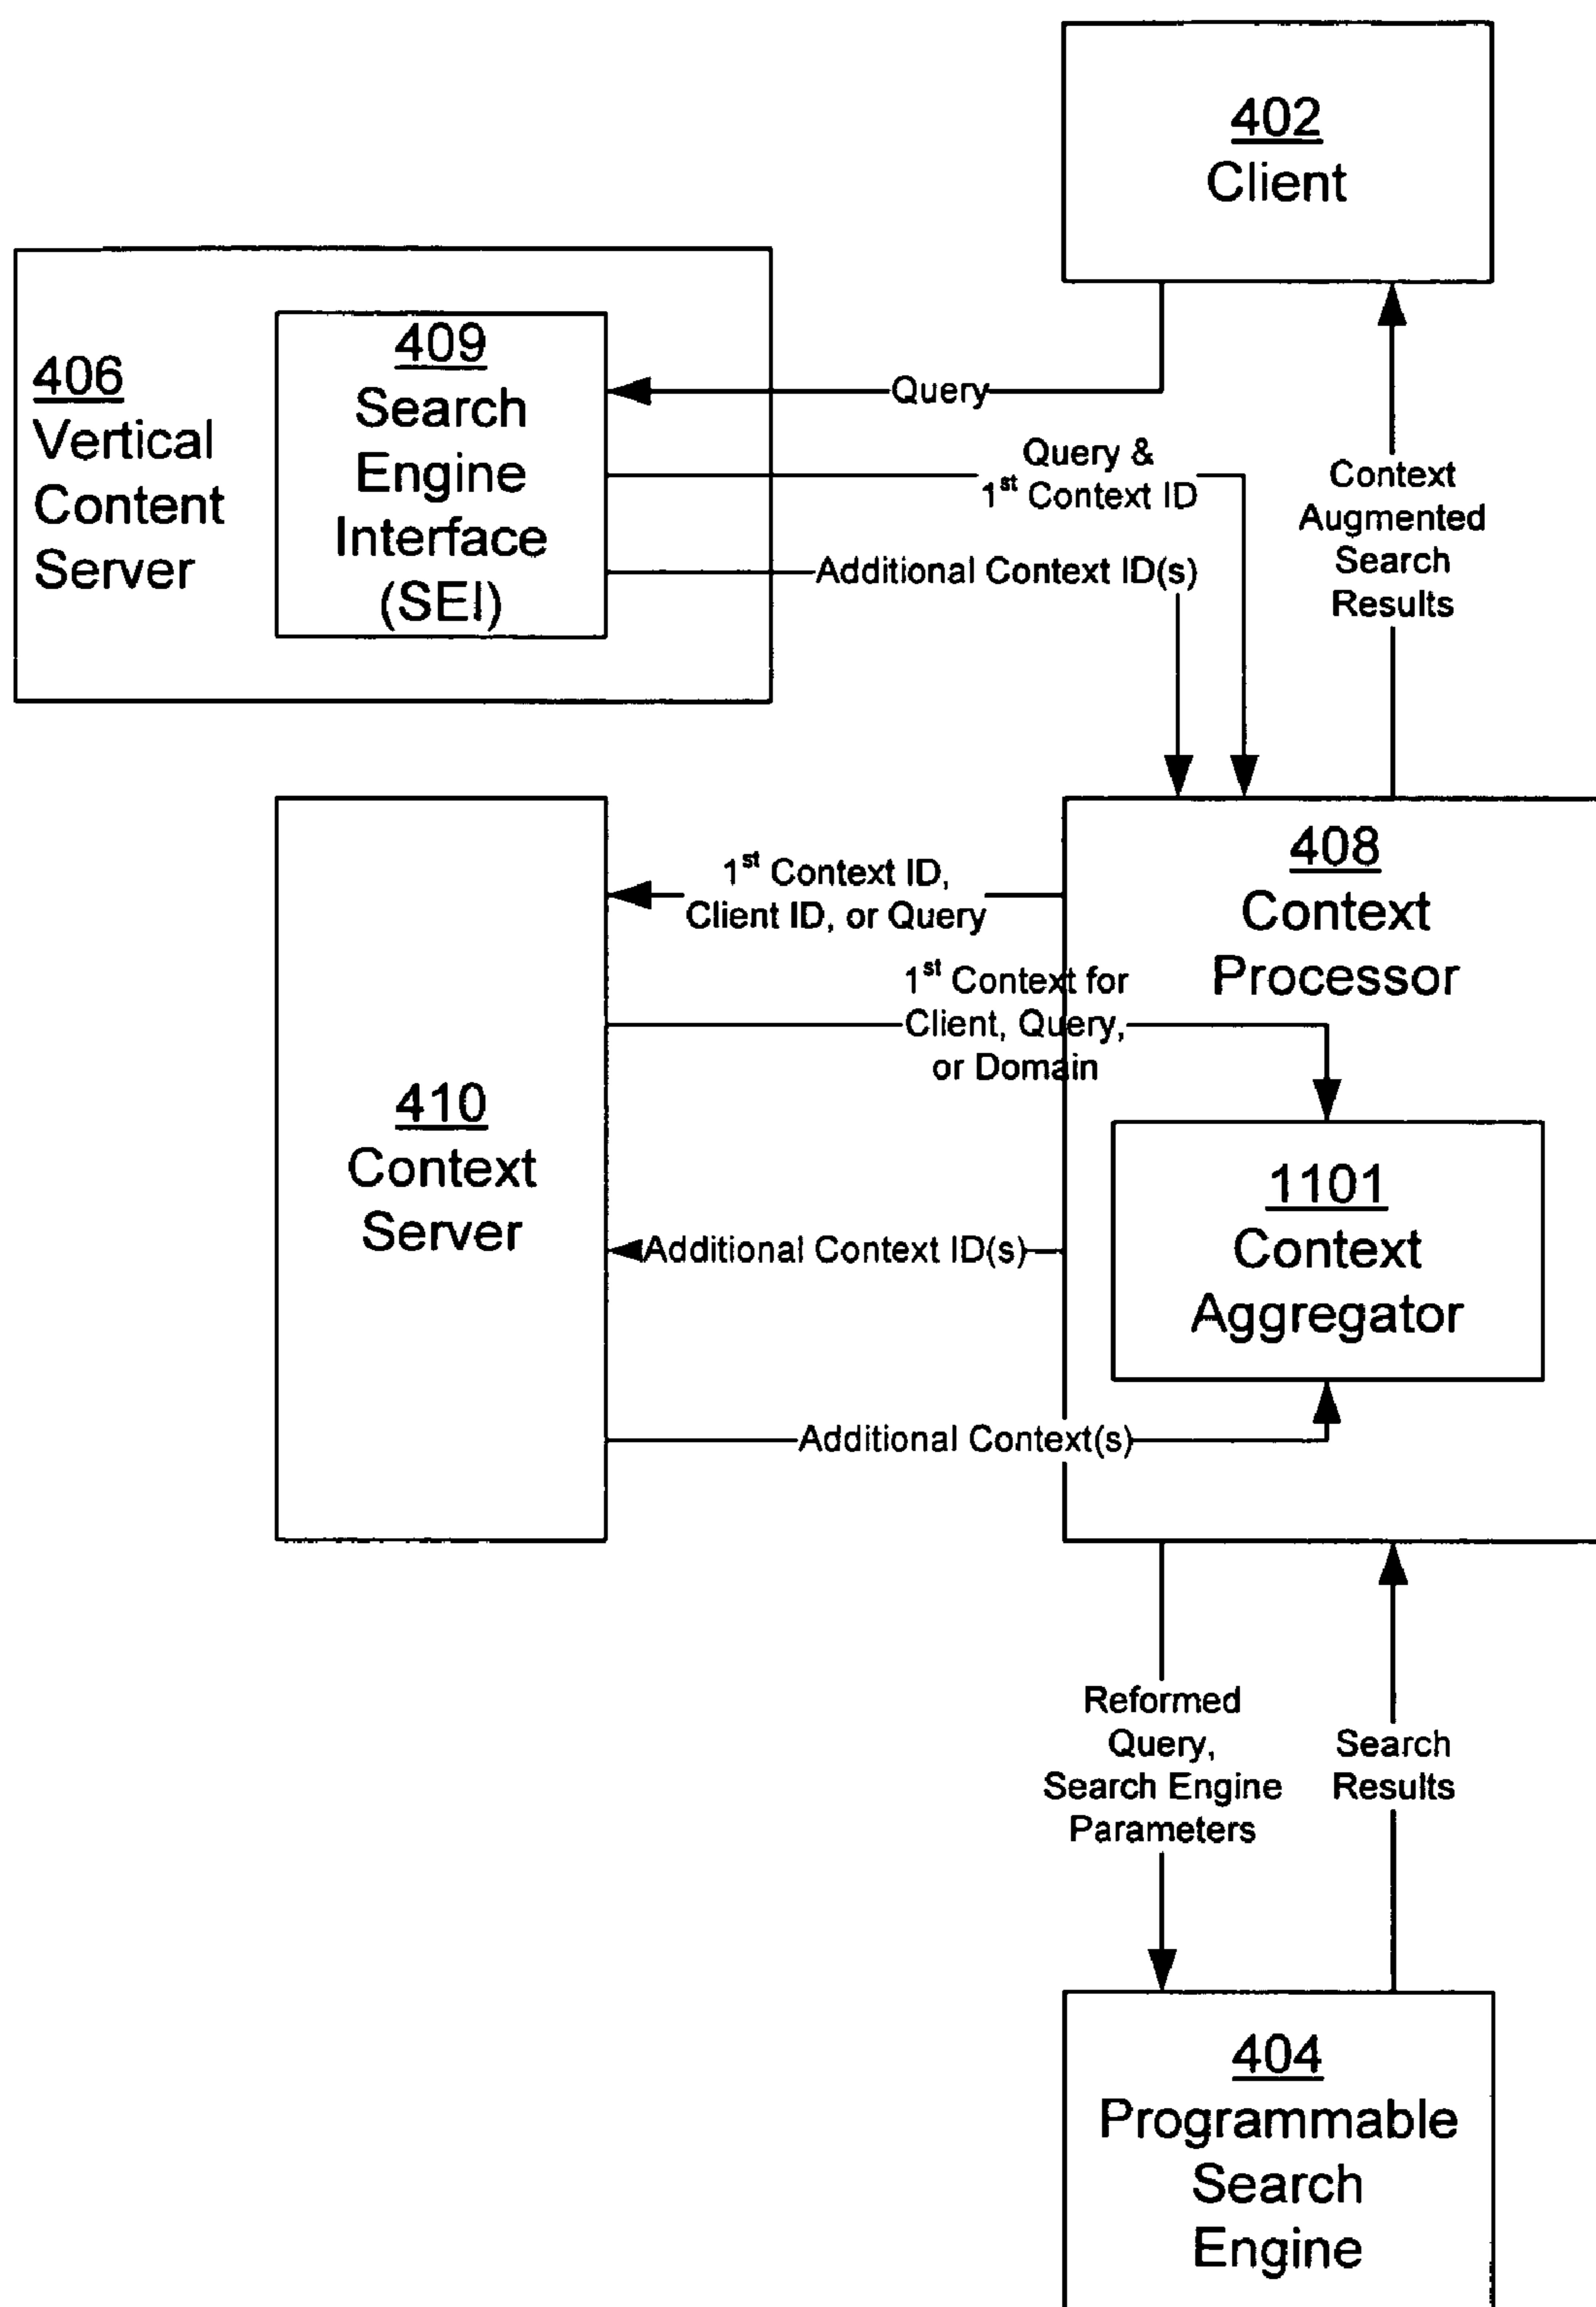 402
Client
406
Vertical
Content
Server
409
Search
Engine
Interface
(SEI)
Query
Query &
1st Context ID
Additional Context ID(s)
Context
Augmented
Search
Results
408
Context
Processor
1st Context ID,
Client ID, or Query
1st Context for
Client, Query,
or Domain
410
Context
Server
1101
Context
Aggregator
Additional Context ID(s)
Additional Context(s)
Reformed
Query,
Search Engine
Parameters
Search
Results
404
Programmable
Search
Engine